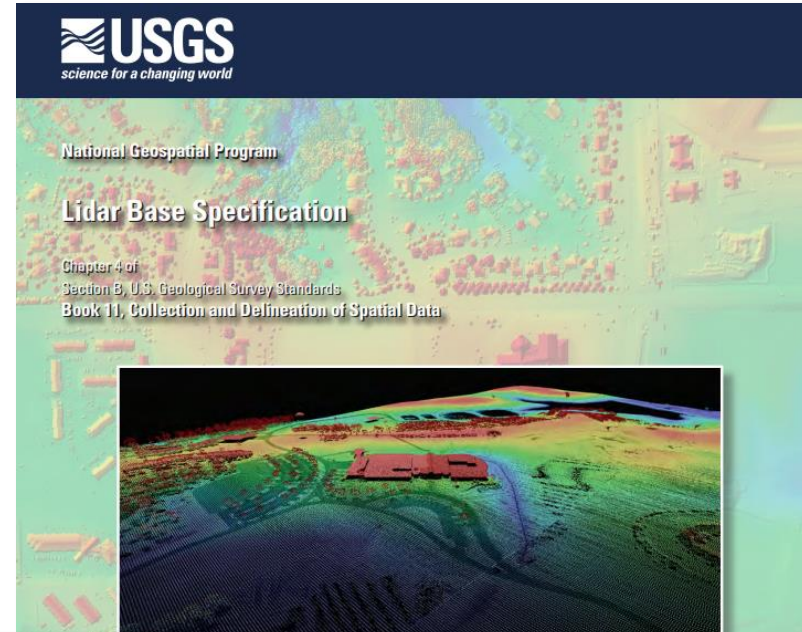 USGS
science for a changing world
National Geospatial Program
Lidar Base Specification
Chapter 4 of
Section B, U.S. Geological Survey Standards
Book 11, Collection and Delineation of Spatial Data